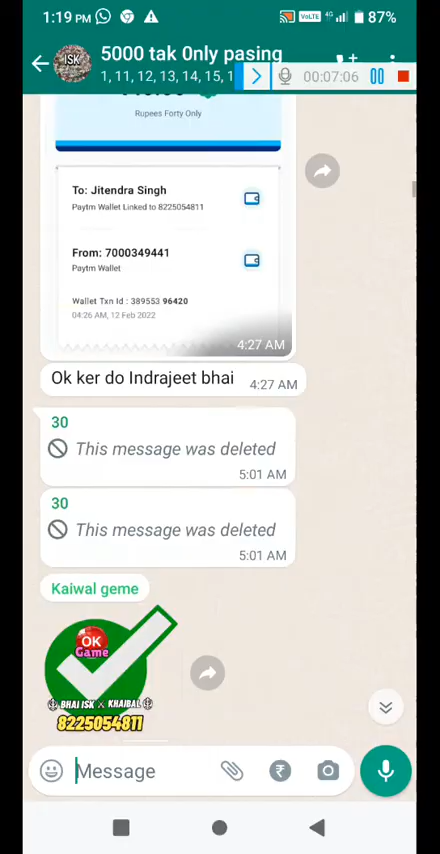 1:19 PM
VoLTE 4G 87%
ISK
5000 tak 0nly pasing
1, 11, 12, 13, 14, 15, 1
00:07:06
Rupees Forty Only
To: Jitendra Singh
Paytm Wallet Linked to 8225054811
From: 7000349441
Paytm Wallet
Wallet Txn Id : 389553 96420
04:26 AM, 12 Feb 2022
4:27 AM
Ok ker do Indrajeet bhai 4:27 AM
30
This message was deleted
5:01 AM
30
This message was deleted
5:01 AM
Kaiwal geme
OK
Game
BHAI ISK X KHAIBAL
8225054811
Message
₹